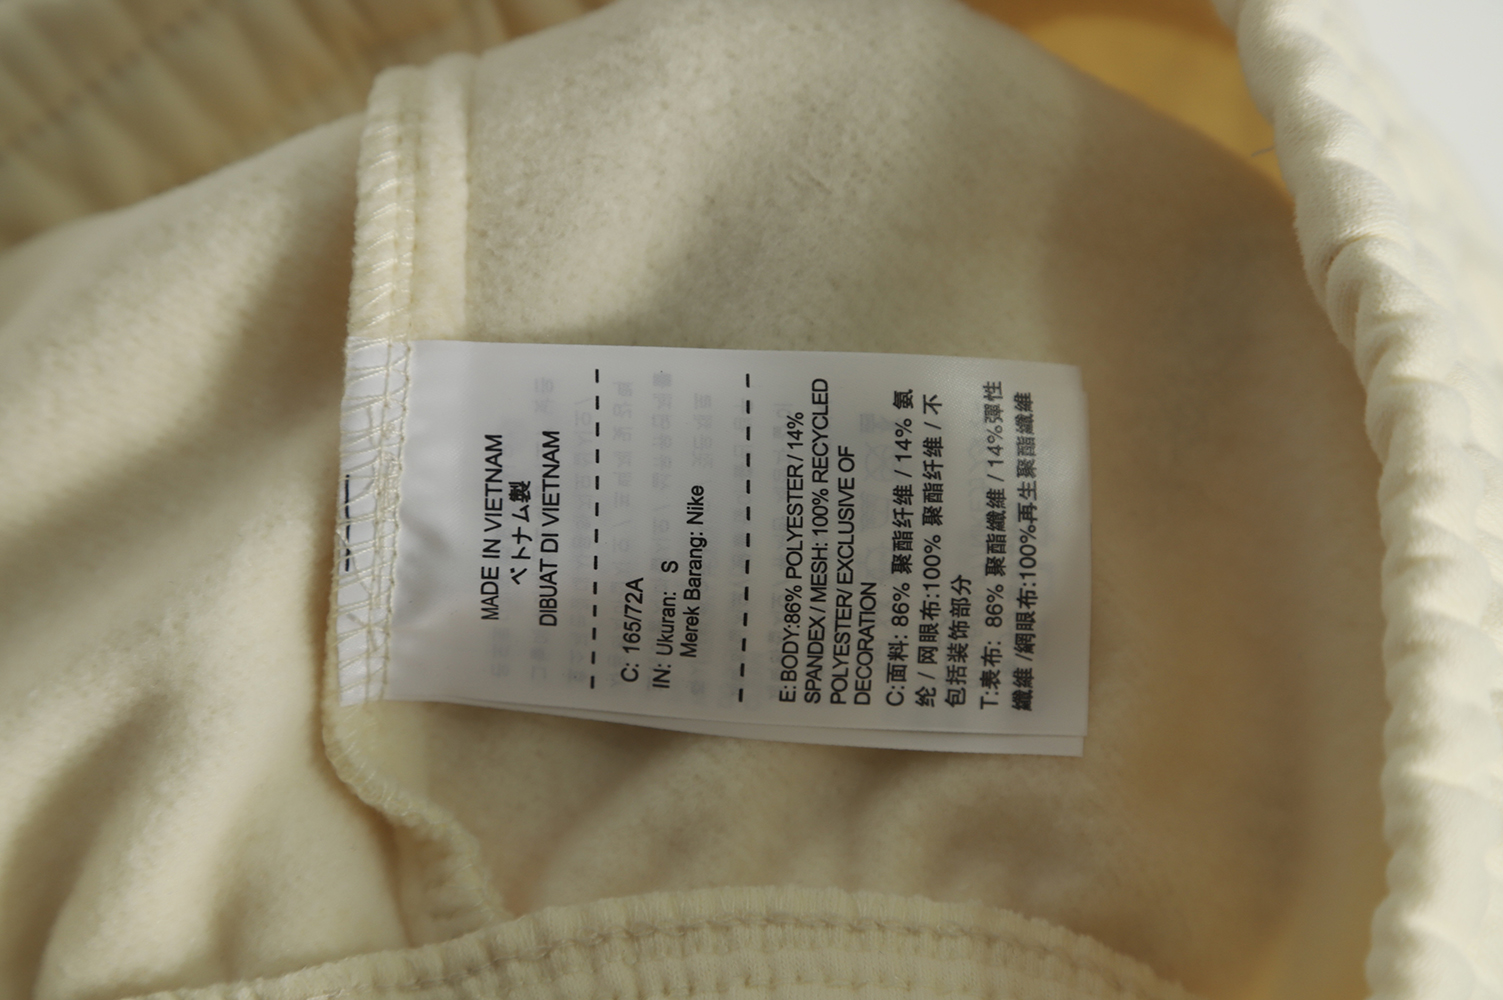 MADE IN VIETNAM
ベトナム製
DIBUAT DI VIETNAM
C: 165/72A
IN: Ukuran: S
Merek Barang: Nike
E: BODY:86% POLYESTER / 14%
SPANDEX / MESH: 100% RECYCLED
POLYESTER/ EXCLUSIVE OF
DECORATION
C:面料: 86% 聚酯纤维 / 14% 氨
纶 / 网眼布:100% 聚酯纤维 / 不
包括装饰部分
T:表布: 86% 聚酯纖維 / 14%彈性
纖維 /網眼布:100%再生聚酯纖維